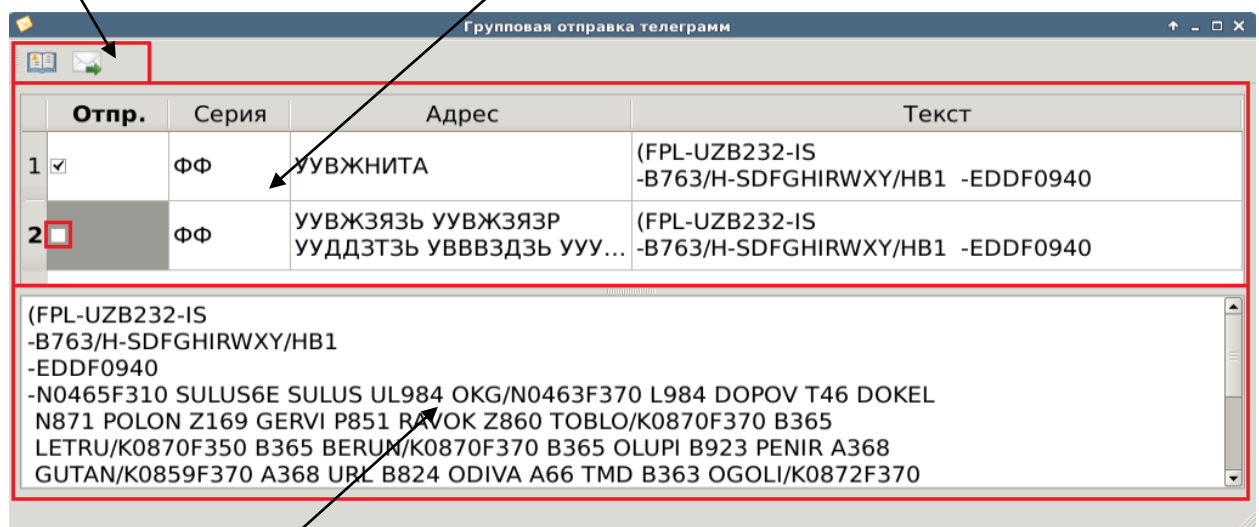 Групповая отправка телеграмм
Отпр. Серия Адрес Текст
1 ФФ УУВЖНИТА (FPL-UZB232-IS
-B763/H-SDFGHIRWXY/HB1 -EDDF0940
2 ФФ УУВЖЗЯЗЬ УУВЖЗЯЗР (FPL-UZB232-IS
УУДДЗТЗЬ УВВВЗДЗЬ УУУ... -B763/H-SDFGHIRWXY/HB1 -EDDF0940
(FPL-UZB232-IS
-B763/H-SDFGHIRWXY/HB1
-EDDF0940
-N0465F310 SULUS6E SULUS UL984 OKG/N0463F370 L984 DOPOV T46 DOKEL
N871 POLON Z169 GERVI P851 RAVOK Z860 TOBLO/K0870F370 B365
LETRU/K0870F350 B365 BERUN/K0870F370 B365 OLUPI B923 PENIR A368
GUTAN/K0859F370 A368 URL B824 ODIVA A66 TMD B363 OGOLI/K0872F370